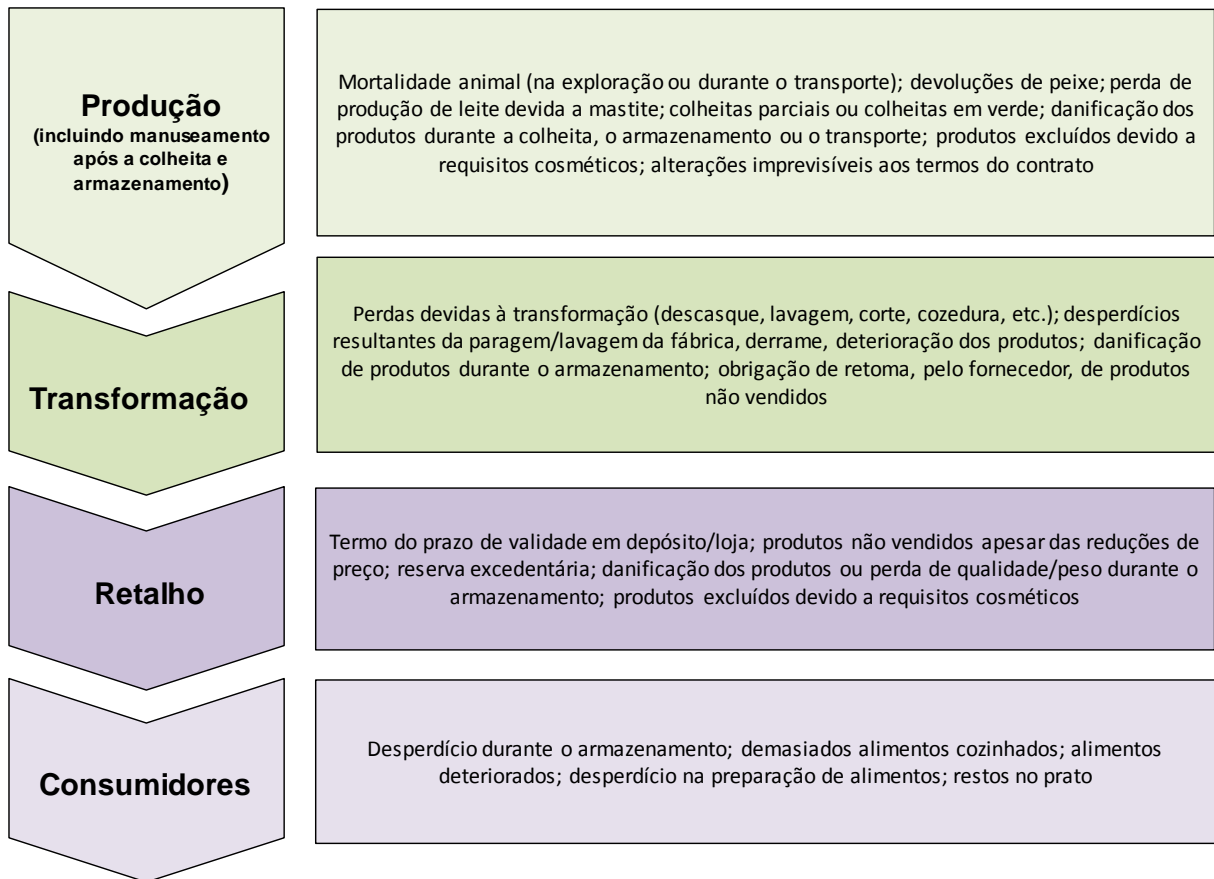 Produção
(incluindo manuseamento
após a colheita e
armazenamento)
Mortalidade animal (na exploração ou durante o transporte); devoluções de peixe; perda de
produção de leite devida a mastite; colheitas parciais ou colheitas em verde; danificação dos
produtos durante a colheita, o armazenamento ou o transporte; produtos excluídos devido a
requisitos cosméticos; alterações imprevisíveis aos termos do contrato
Transformação
Perdas devidas à transformação (descasque, lavagem, corte, cozedura, etc.); desperdícios
resultantes da paragem/lavagem da fábrica, derrame, deterioração dos produtos; danificação
de produtos durante o armazenamento; obrigação de retoma, pelo fornecedor, de produtos
não vendidos
Retalho
Termo do prazo de validade em depósito/loja; produtos não vendidos apesar das reduções de
preço; reserva excedentária; danificação dos produtos ou perda de qualidade/peso durante o
armazenamento; produtos excluídos devido a requisitos cosméticos
Consumidores
Desperdício durante o armazenamento; demasiados alimentos cozinhados; alimentos
deteriorados; desperdício na preparação de alimentos; restos no prato